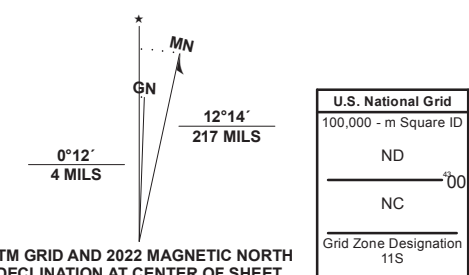 ★
MN
GN
12°14´
217 MILS
0°12´
4 MILS
TM GRID AND 2022 MAGNETIC NORTH
DECLINATION AT CENTER OF SHEET
U.S. National Grid
100,000 - m Square ID
ND
4300
NC
Grid Zone Designation
11S